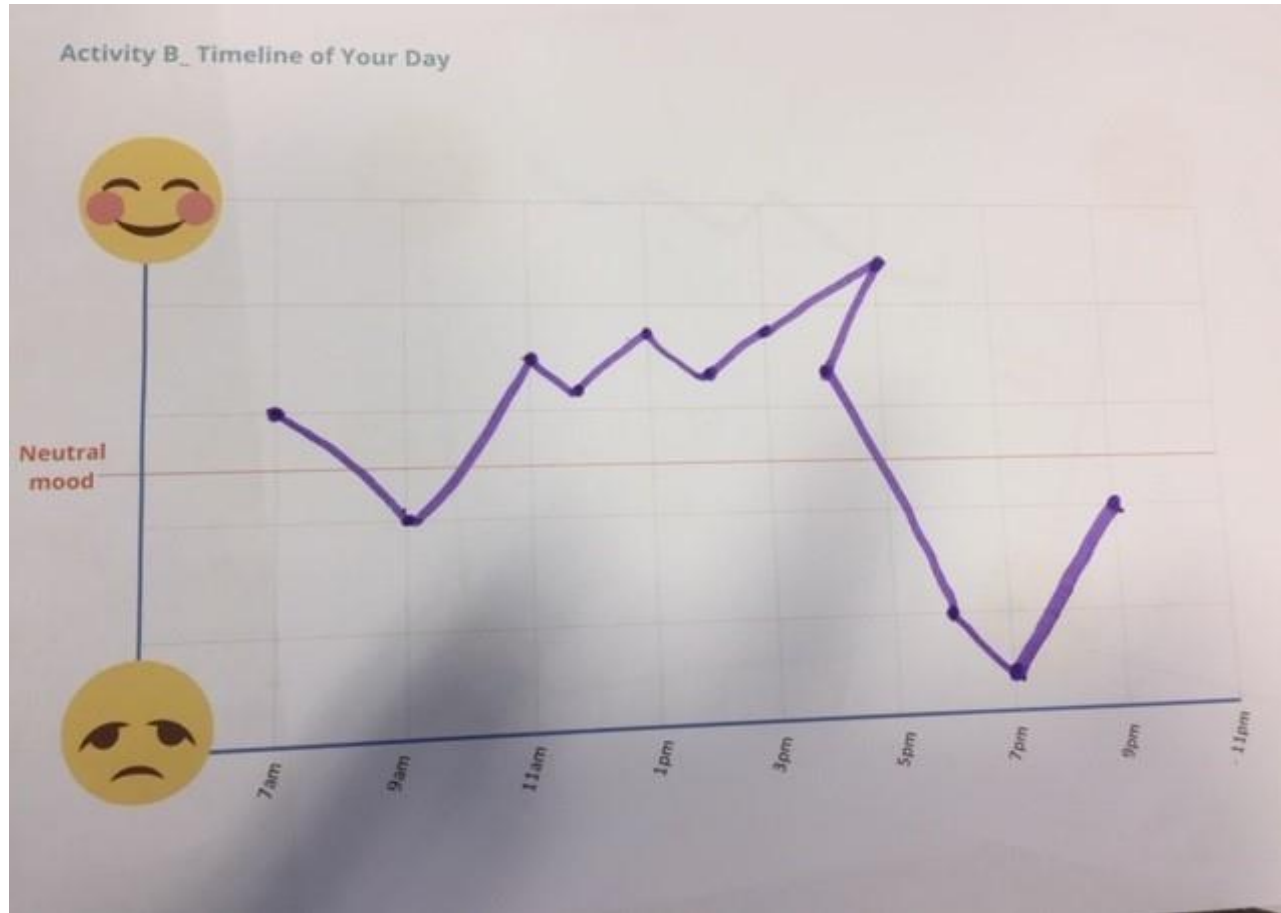 Activity B_ Timeline of Your Day
Neutral
mood
7am
9am
11am
1pm
3pm
5pm
7pm
9pm
11pm